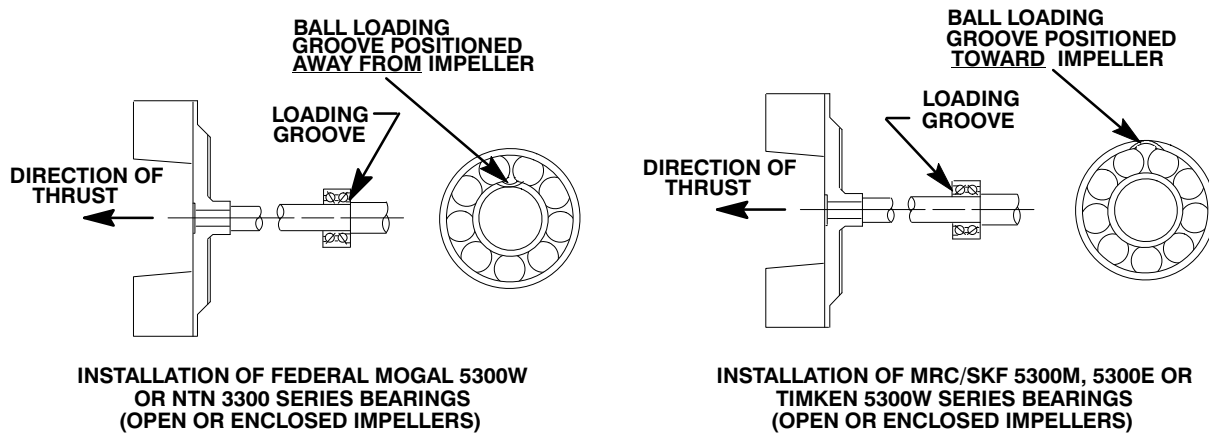 BALL LOADING
GROOVE POSITIONED
AWAY FROM IMPELLER
LOADING
GROOVE
DIRECTION OF
THRUST
INSTALLATION OF FEDERAL MOGAL 5300W
OR NTN 3300 SERIES BEARINGS
(OPEN OR ENCLOSED IMPELLERS)
BALL LOADING
GROOVE POSITIONED
TOWARD IMPELLER
LOADING
GROOVE
DIRECTION OF
THRUST
INSTALLATION OF MRC/SKF 5300M, 5300E OR
TIMKEN 5300W SERIES BEARINGS
(OPEN OR ENCLOSED IMPELLERS)